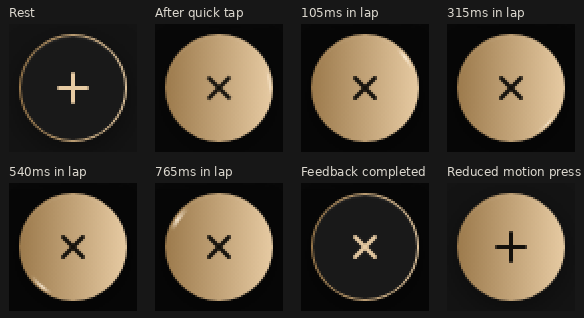 Rest
After quick tap
105ms in lap
315ms in lap
540ms in lap
765ms in lap
Feedback completed
Reduced motion press